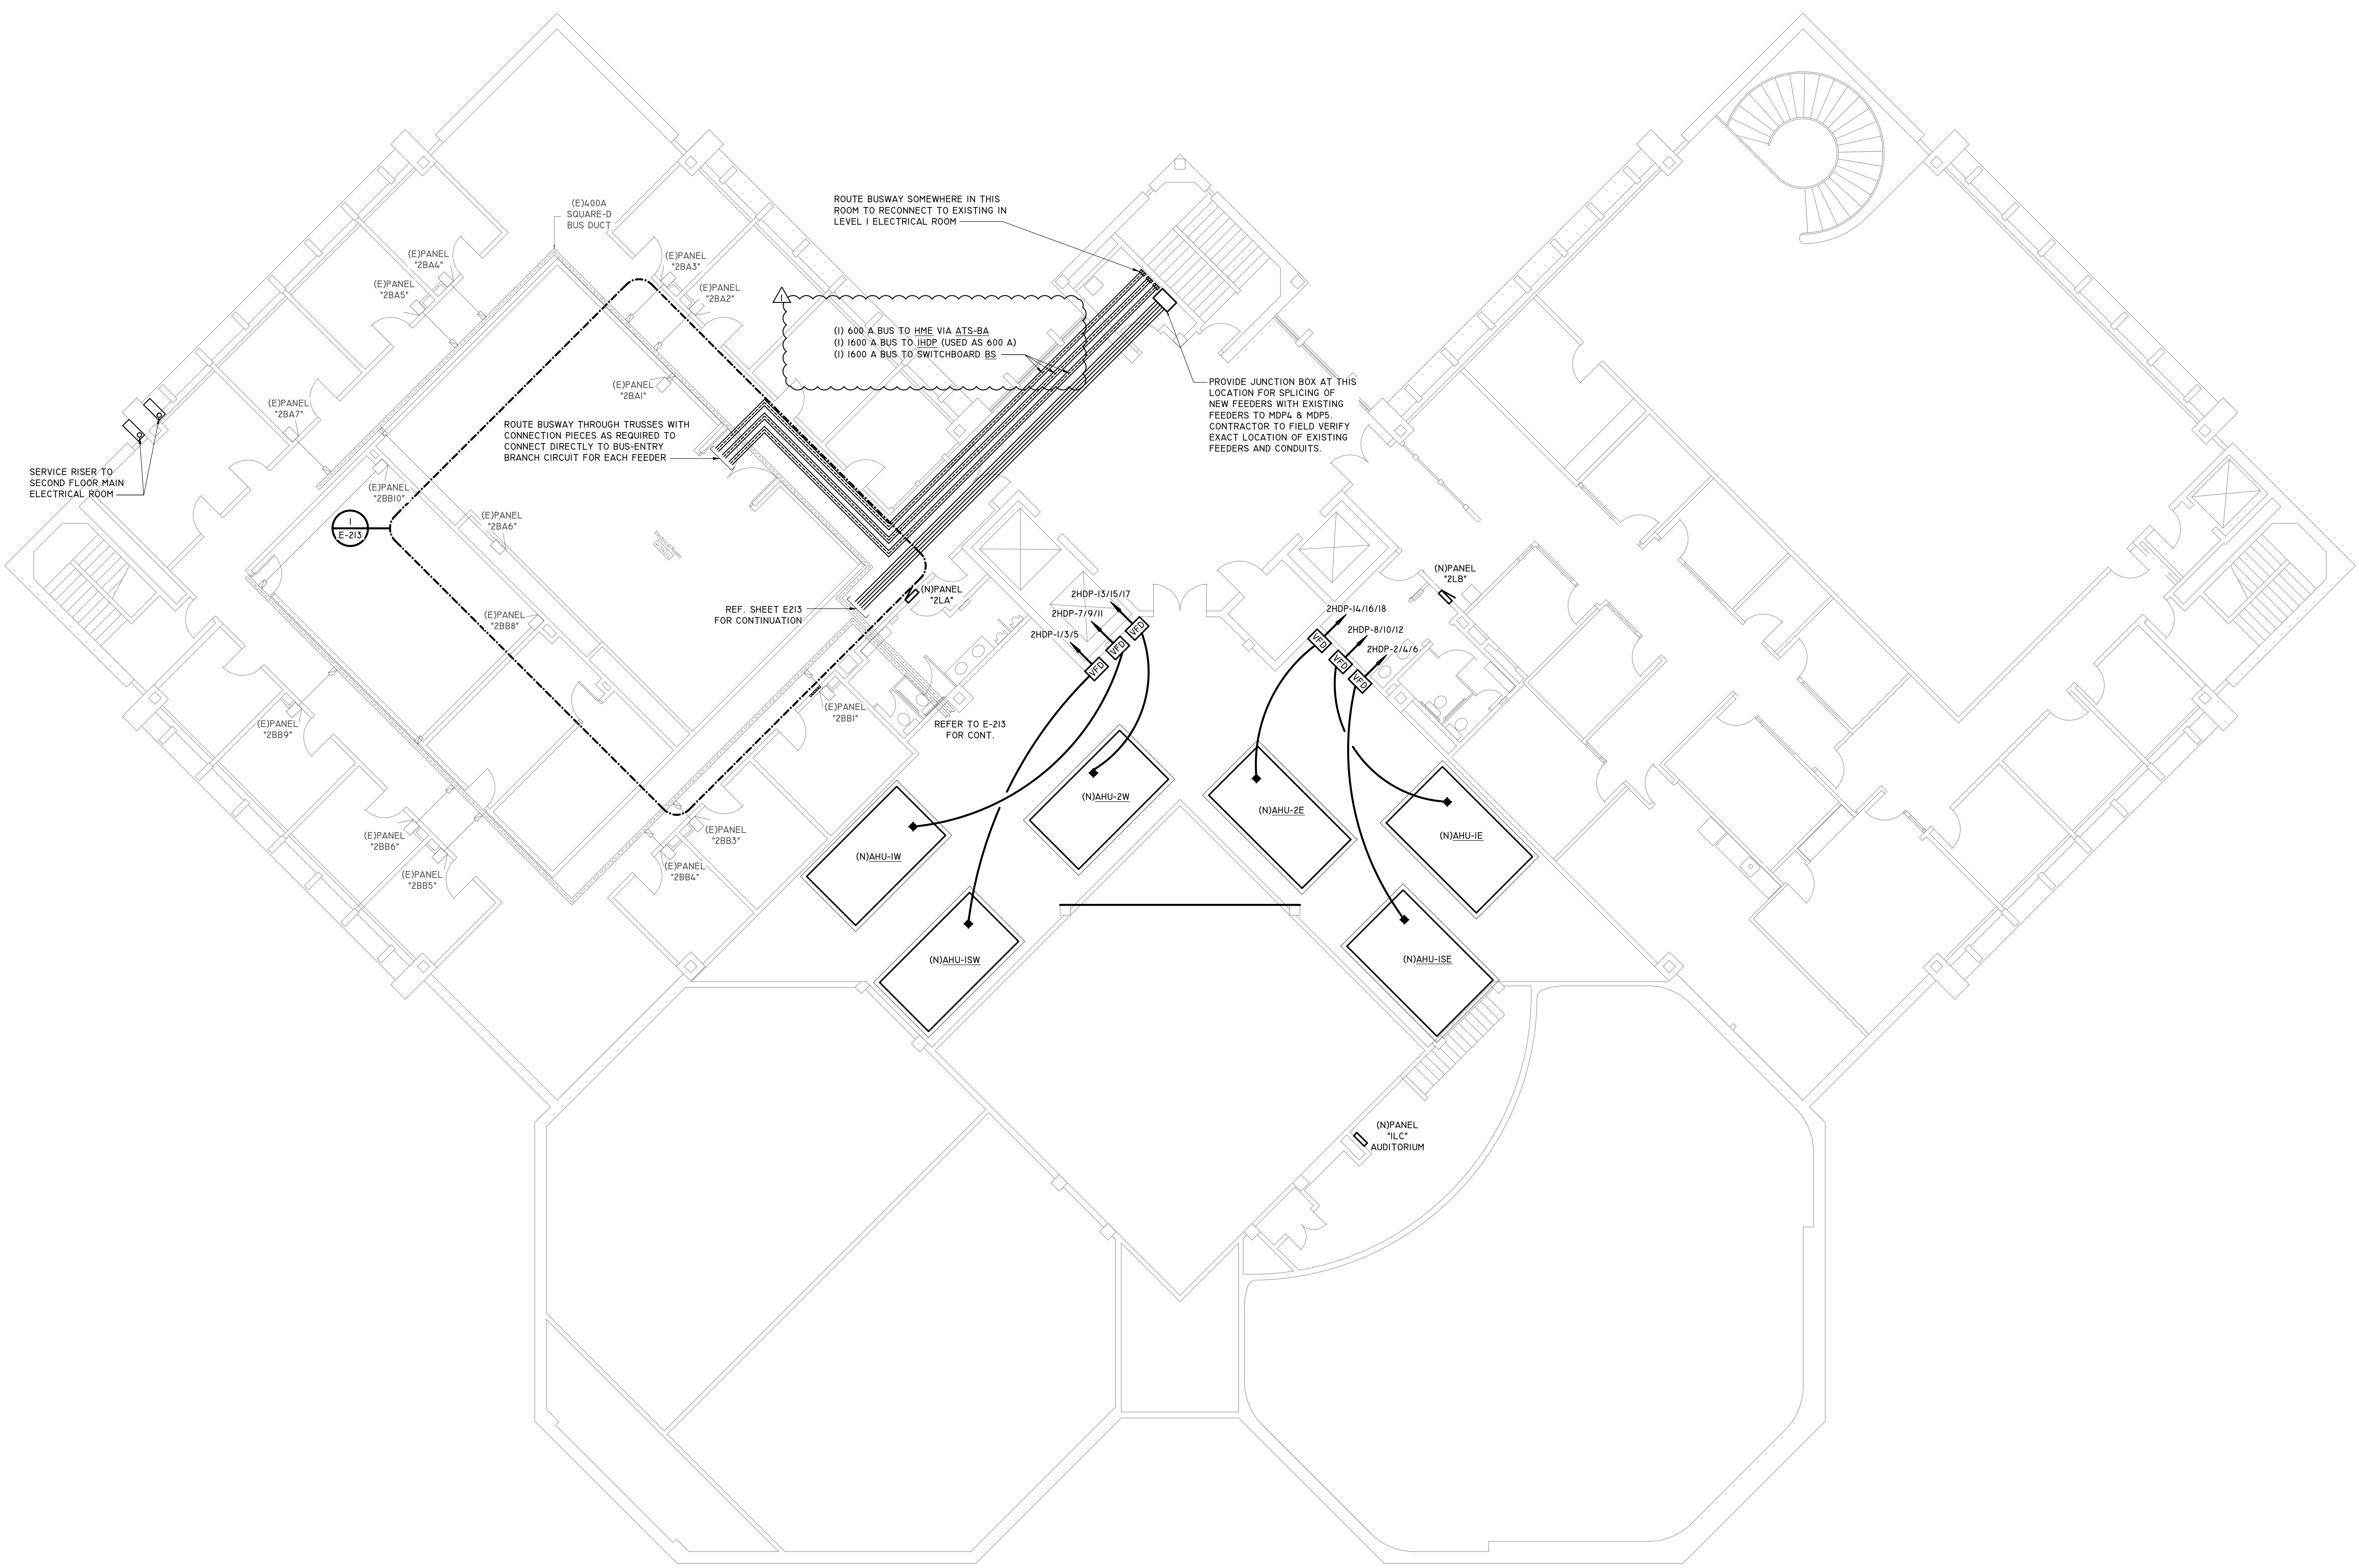 (E)400A
SQUARE-D
BUS DUCT
ROUTE BUSWAY SOMEWHERE IN THIS
ROOM TO RECONNECT TO EXISTING IN
LEVEL 1 ELECTRICAL ROOM
(E)PANEL
"2BA4"
(E)PANEL
"2BA5"
(E)PANEL
"2BA3"
(E)PANEL
"2BA2"
1
(1) 600 A BUS TO HME VIA ATS-BA
(1) 1600 A BUS TO 1HDP (USED AS 600 A)
(1) 1600 A BUS TO SWITCHBOARD BS
(E)PANEL
"2BA1"
PROVIDE JUNCTION BOX AT THIS
LOCATION FOR SPLICING OF
NEW FEEDERS WITH EXISTING
FEEDERS TO MDP4 & MDP5.
CONTRACTOR TO FIELD VERIFY
EXACT LOCATION OF EXISTING
FEEDERS AND CONDUITS.
(E)PANEL
"2BA7"
ROUTE BUSWAY THROUGH TRUSSES WITH
CONNECTION PIECES AS REQUIRED TO
CONNECT DIRECTLY TO BUS-ENTRY
BRANCH CIRCUIT FOR EACH FEEDER
SERVICE RISER TO
SECOND FLOOR MAIN
ELECTRICAL ROOM
(E)PANEL
"2BB10"
(E)PANEL
"2BA6"
1
E-213
Electrical Room
(N)PANEL
"2LB"
(N)PANEL
"2LA"
REF. SHEET E213
FOR CONTINUATION
(E)PANEL
"2BB8"
2HDP-13/15/17
2HDP-7/9/11
2HDP-1/3/5
VFD
VFD
VFD
2HDP-14/16/18
2HDP-8/10/12
2HDP-2/4/6
VFD
VFD
VFD
(E)PANEL
"2BB1"
(E)PANEL
"2BB9"
REFER TO E-213
FOR CONT.
(N)AHU-2W
(N)AHU-2E
(N)AHU-1E
(E)PANEL
"2BB6"
(E)PANEL
"2BB3"
(N)AHU-1W
(E)PANEL
"2BB5"
(E)PANEL
"2BB4"
(N)AHU-1SW
(N)AHU-1SE
(N)PANEL
"1LC"
AUDITORIUM